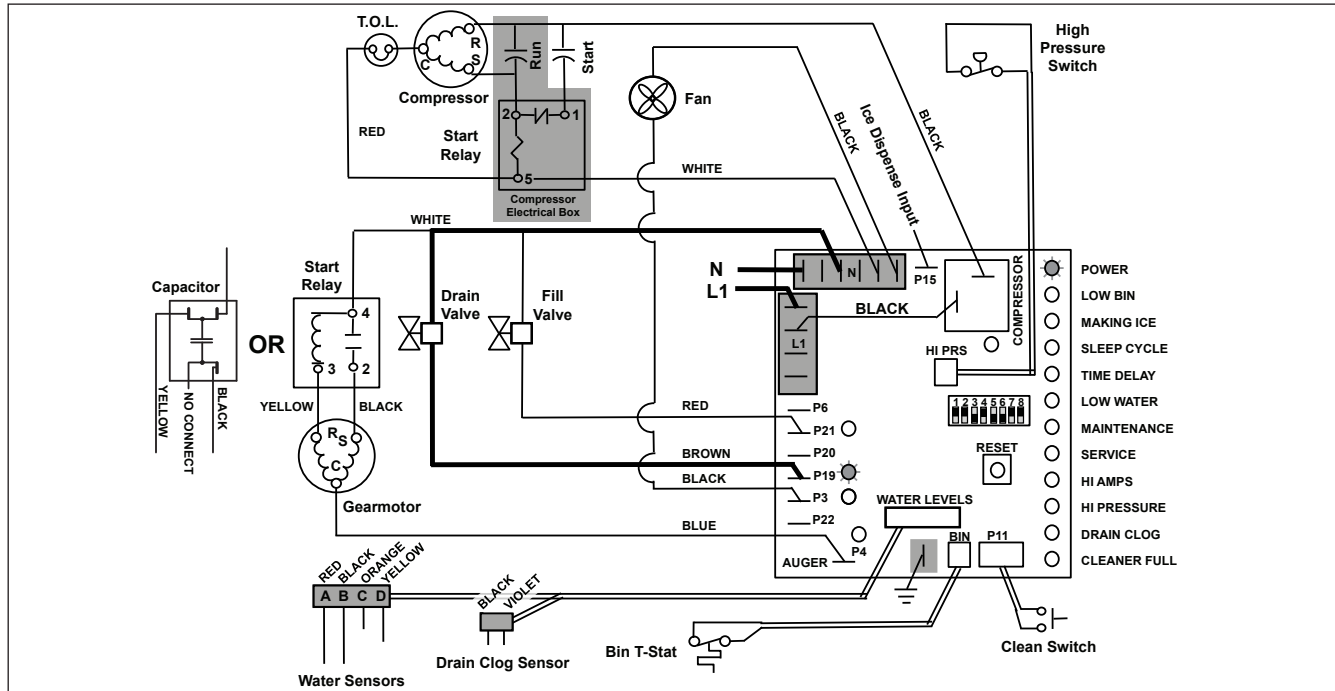 T.O.L.
R
S
C
Compressor
Run
Start
2
1
5
Start
Relay
Compressor
Electrical Box
RED
WHITE
Fan
BLACK
Ice Dispense Input
BLACK
High
Pressure
Switch
WHITE
Capacitor
YELLOW
NO CONNECT
BLACK
OR
Start
Relay
4
3
2
YELLOW
BLACK
R
S
C
Gearmotor
Drain
Valve
Fill
Valve
N
L1
N
P15
L1
BLACK
COMPRESSOR
HI PRS
1 2 3 4 5 6 7 8
RESET
RED
P6
P21
P20
BROWN
P19
BLACK
P3
P22
BLUE
P4
AUGER
WATER LEVELS
BIN
P11
POWER
LOW BIN
MAKING ICE
SLEEP CYCLE
TIME DELAY
LOW WATER
MAINTENANCE
SERVICE
HI AMPS
HI PRESSURE
DRAIN CLOG
CLEANER FULL
RED
BLACK
ORANGE
YELLOW
A B C D
Water Sensors
BLACK
VIOLET
Drain Clog Sensor
Bin T-Stat
Clean Switch